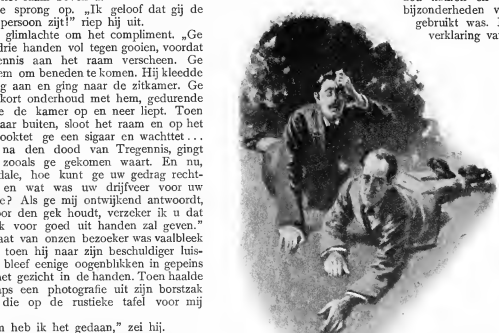 sprong op. „Ik geloof dat gij de
persoon zijt!” riep hij uit.
glimlachte om het compliment. „Ge
drie handen vol tegen gooien, voordat
ennis aan het raam verscheen. Ge
em om beneden te komen. Hij kleedde
g aan en ging naar de zitkamer. Ge
kort onderhoud met hem, gedurende
e de kamer op en neer liept. Toen
aar buiten, sloot het raam en op het
ooktet ge een sigaar en wachttet...
na den dood van Tregennis, gingt
zooals ge gekomen waart. En nu,
dale, hoe kunt ge uw gedrag recht-
en wat was uw drijfveer voor uw
e? Als ge mij ontwijkend antwoordt,
oor den gek houdt, verzeker ik u dat
k voor goed uit handen zal geven.”
aat van onzen bezoeker was vaalbleek
toen hij naar zijn beschuldiger luis-
bleef eenige oogenblikken in gepeins
het gezicht in de handen. Toen haalde
aps een photografie uit zijn borstzak
die op de rustieke tafel voor mij
m heb ik het gedaan,” zei hij.
bijzonderheden v
gebruikt was.
verklaring va